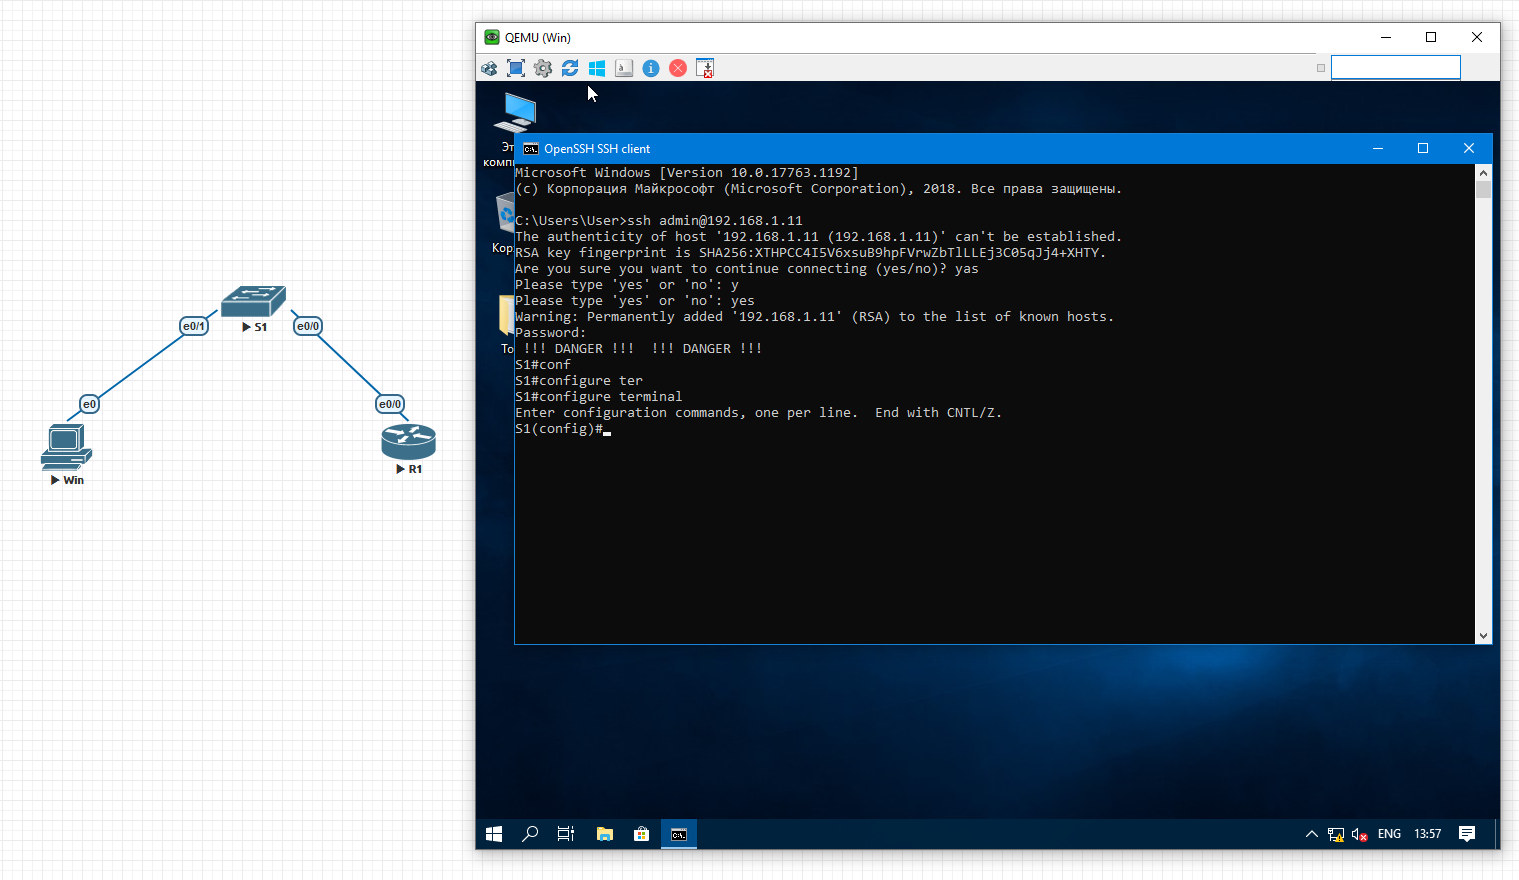 QEMU (Win)
OpenSSH SSH client
Microsoft Windows [Version 10.0.17763.1192]
(c) Корпорация Майкрософт (Microsoft Corporation), 2018. Все права защищены.
C:\Users\User>ssh admin@192.168.1.11
The authenticity of host '192.168.1.11 (192.168.1.11)' can't be established.
RSA key fingerprint is SHA256:XTHPCC4I5V6xsuB9hpFVrwZbTlLLEj3C05qJj4+XHTY.
Are you sure you want to continue connecting (yes/no)? yas
Please type 'yes' or 'no': y
Please type 'yes' or 'no': yes
Warning: Permanently added '192.168.1.11' (RSA) to the list of known hosts.
Password:
!!! DANGER !!!  !!! DANGER !!!
S1#conf
S1#configure ter
S1#configure terminal
Enter configuration commands, one per line.  End with CNTL/Z.
S1(config)#
e0/1
S1
e0/0
e0
e0/0
Win
R1
ENG
13:57